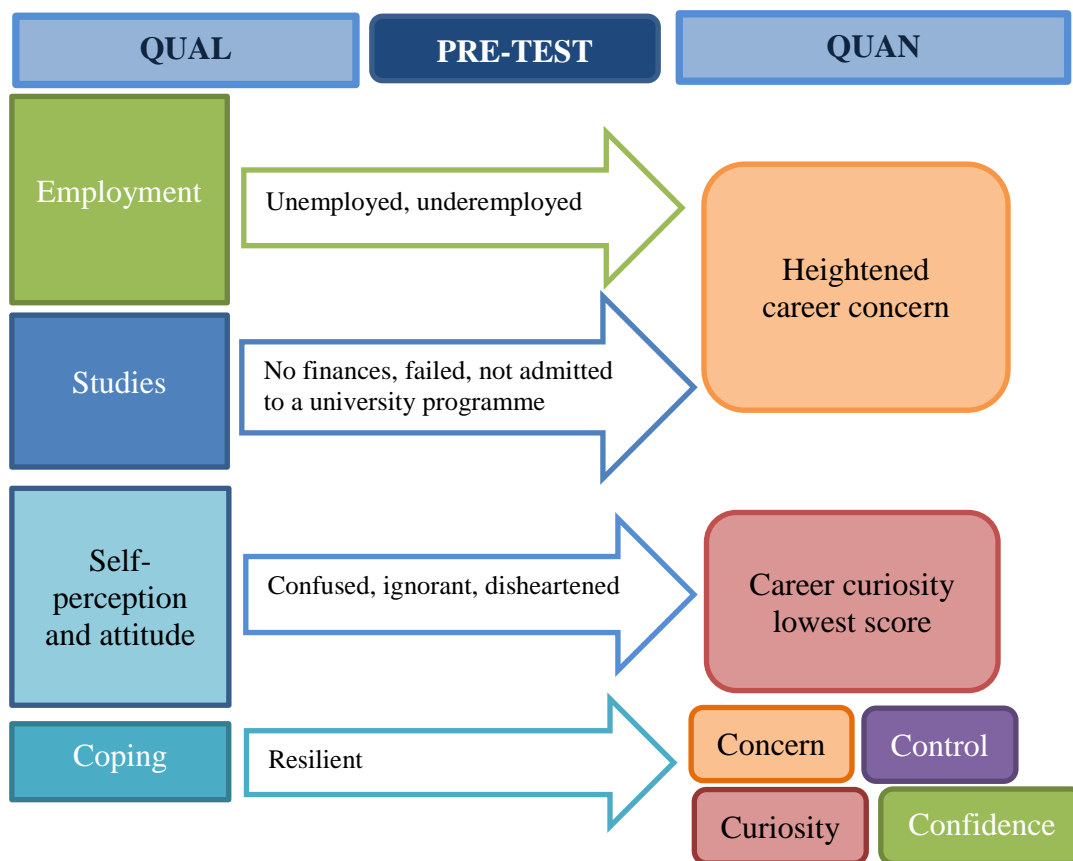 QUAL
PRE-TEST
QUAN
Employment
Unemployed, underemployed
Heightened
career concern
Studies
No finances, failed, not admitted
to a university programme
Self-
perception
and attitude
Confused, ignorant, disheartened
Career curiosity
lowest score
Coping
Resilient
Concern
Control
Curiosity
Confidence